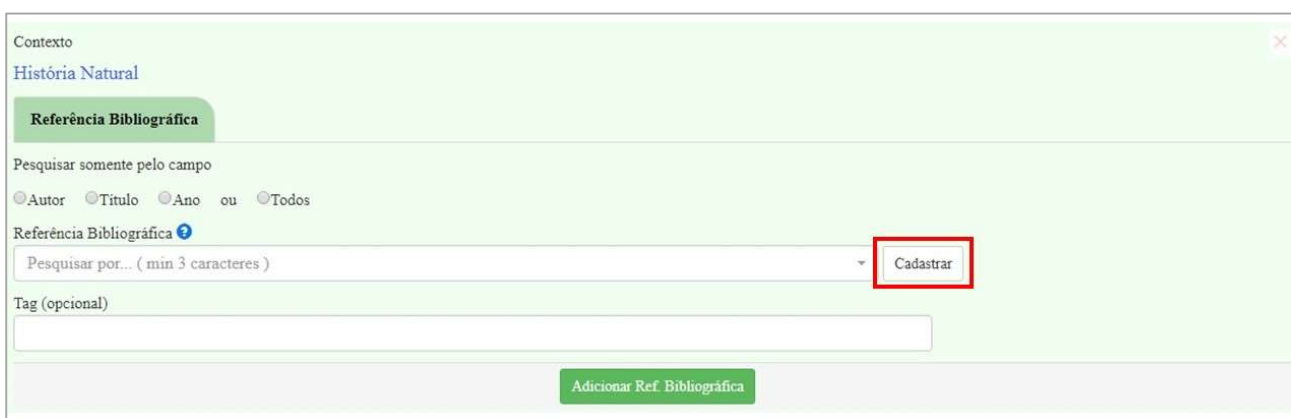 Contexto
História Natural
Referência Bibliográfica
Pesquisar somente pelo campo
Autor Título Ano ou Todos
Referência Bibliográfica ?
Pesquisar por... ( min 3 caracteres ) Cadastrar
Tag (opcional)
Adicionar Ref. Bibliográfica